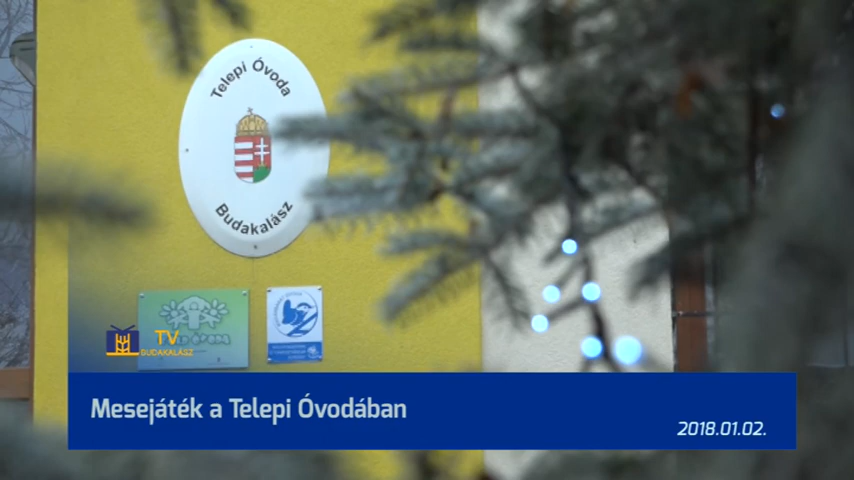 Telepi Óvoda
Budakalász
TV
BUDAKALÁSZ
Mesejáték a Telepi Óvodában
2018.01.02.